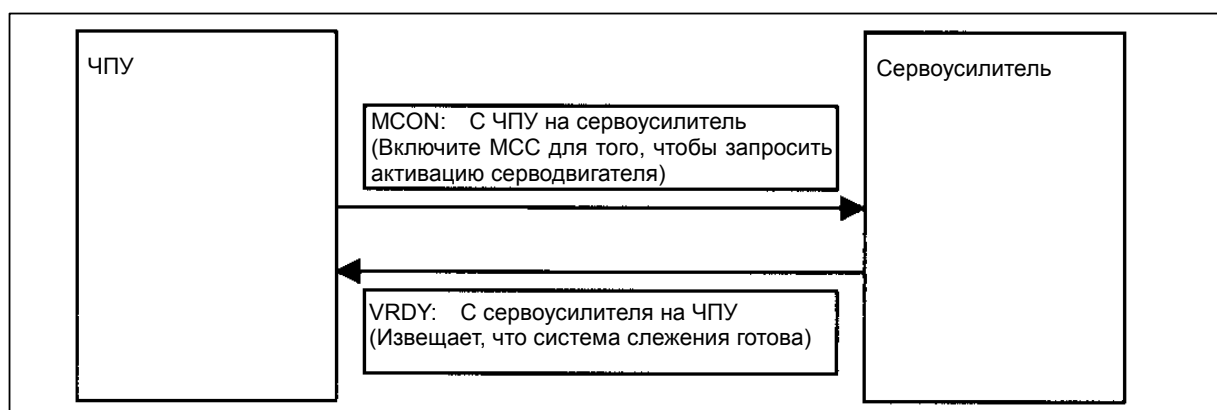 ЧПУ
Сервоусилитель
MCON: С ЧПУ на сервоусилитель
(Включите МСС для того, чтобы запросить
активацию серводвигателя)
VRDY: С сервоусилителя на ЧПУ
(Извещает, что система слежения готова)